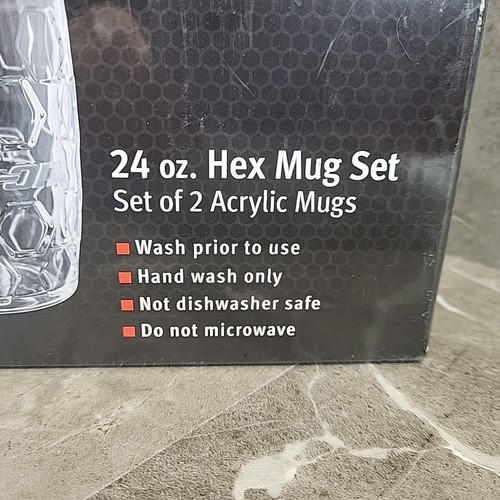 24 oz. Hex Mug Set
Set of 2 Acrylic Mugs
Wash prior to use
Hand wash only
Not dishwasher safe
Do not microwave